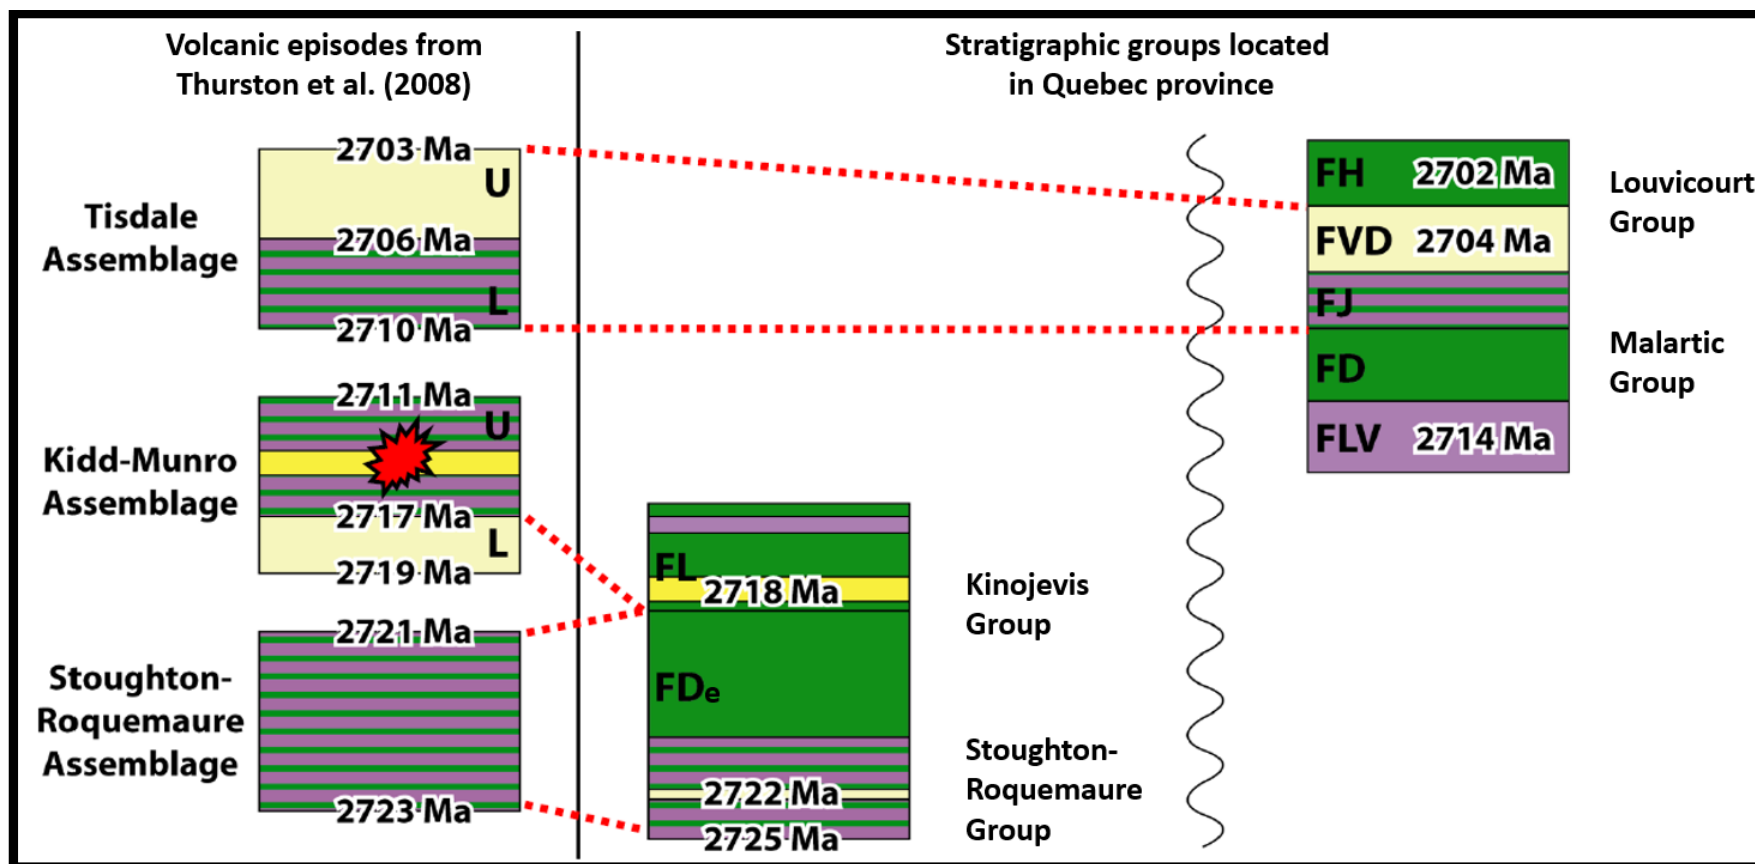 Volcanic episodes from
Thurston et al. (2008)
Stratigraphic groups located
in Quebec province
Tisdale
Assemblage
2703 Ma
U
2706 Ma
L
2710 Ma
Kidd-Munro
Assemblage
2711 Ma
U
2717 Ma
L
2719 Ma
Stoughton-
Roquemaure
Assemblage
2721 Ma
2723 Ma
FL
2718 Ma
FDe
2722 Ma
2725 Ma
Kinojevis
Group
Stoughton-
Roquemaure
Group
FH 2702 Ma
FVD 2704 Ma
FJ
FD
FLV 2714 Ma
Louvicourt
Group
Malartic
Group